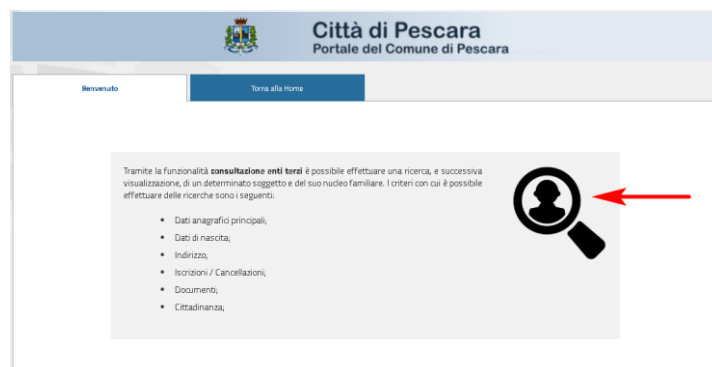 Città di Pescara
Portale del Comune di Pescara
Benvenuto
Torna alla Home
Tramite la funzionalità consultazione enti terzi è possibile effettuare una ricerca, e successiva
visualizzazione, di un determinato soggetto e del suo nucleo familiare. I criteri con cui è possibile
effettuare delle ricerche sono i seguenti:
• Dati anagrafici principali;
• Dati di nascita;
• Indirizzo;
• Iscrizioni / Cancellazioni;
• Documenti;
• Cittadinanza;